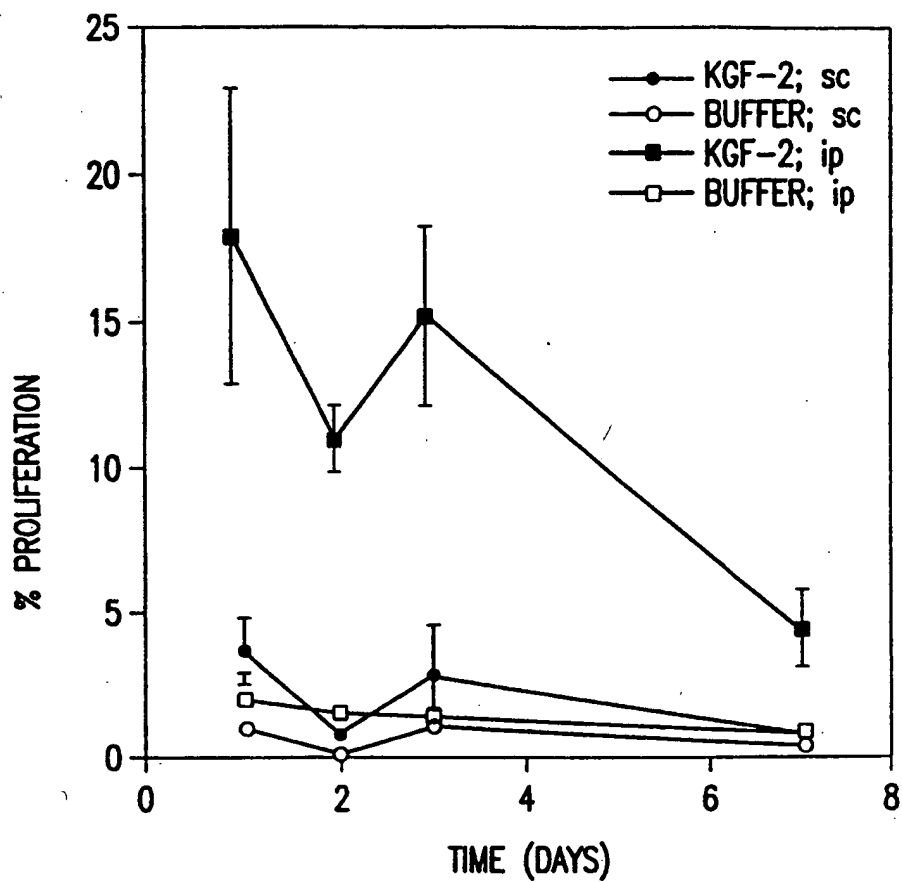 25
20
15
10
5
0
% PROLIFERATION
KGF-2; sc
BUFFER; sc
KGF-2; ip
BUFFER; ip
0 2 4 6 8
TIME (DAYS)